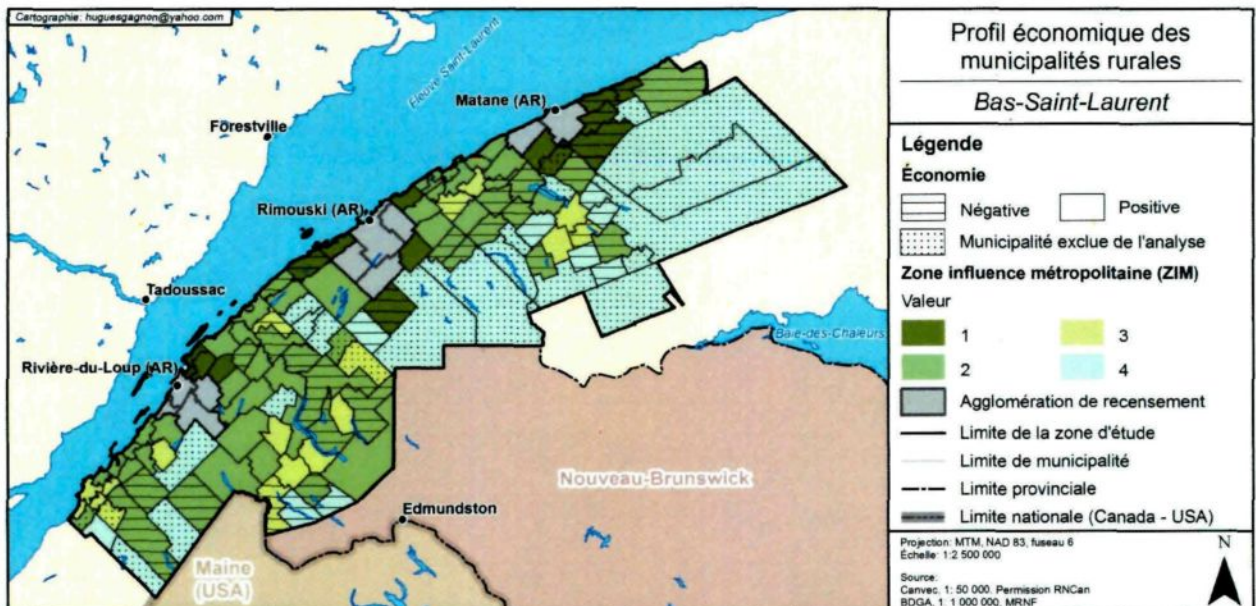 Cartographie: huguesgagnon@yahoo.com
Fleuve Saint-Laurent
Matane (AR)
Forestville
Rimouski (AR)
Tadoussac
Baie-des-Chaleurs
Rivière-du-Loup (AR)
Nouveau-Brunswick
Edmundston
Maine
(USA)
Profil économique des
municipalités rurales
Bas-Saint-Laurent
Légende
Économie
Négative
Positive
Municipalité exclue de l'analyse
Zone influence métropolitaine (ZIM)
Valeur
1
3
2
4
Agglomération de recensement
Limite de la zone d'étude
Limite de municipalité
Limite provinciale
Limite nationale (Canada - USA)
Projection: MTM, NAD 83, fuseau 6
Échelle: 1:2 500 000
N
Source:
Canvec, 1: 50 000. Permission RNCan
BDGA, 1: 1 000 000, MRNF